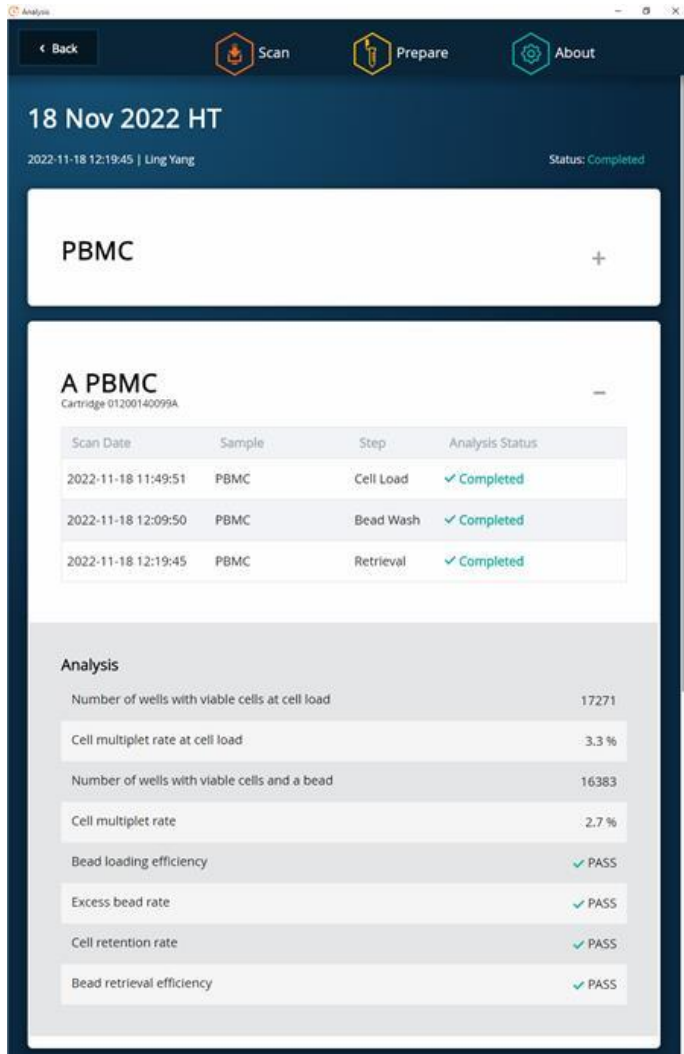 Analysis
Back
Scan
Prepare
About
18 Nov 2022 HT
2022-11-18 12:19:45 | Ling Yang
Status: Completed
PBMC
A PBMC
Cartridge 01200140099A
Scan Date Sample Step Analysis Status
2022-11-18 11:49:51 PBMC Cell Load Completed
2022-11-18 12:09:50 PBMC Bead Wash Completed
2022-11-18 12:19:45 PBMC Retrieval Completed
Analysis
Number of wells with viable cells at cell load 17271
Cell multiplet rate at cell load 3.3 %
Number of wells with viable cells and a bead 16383
Cell multiplet rate 2.7 %
Bead loading efficiency PASS
Excess bead rate PASS
Cell retention rate PASS
Bead retrieval efficiency PASS